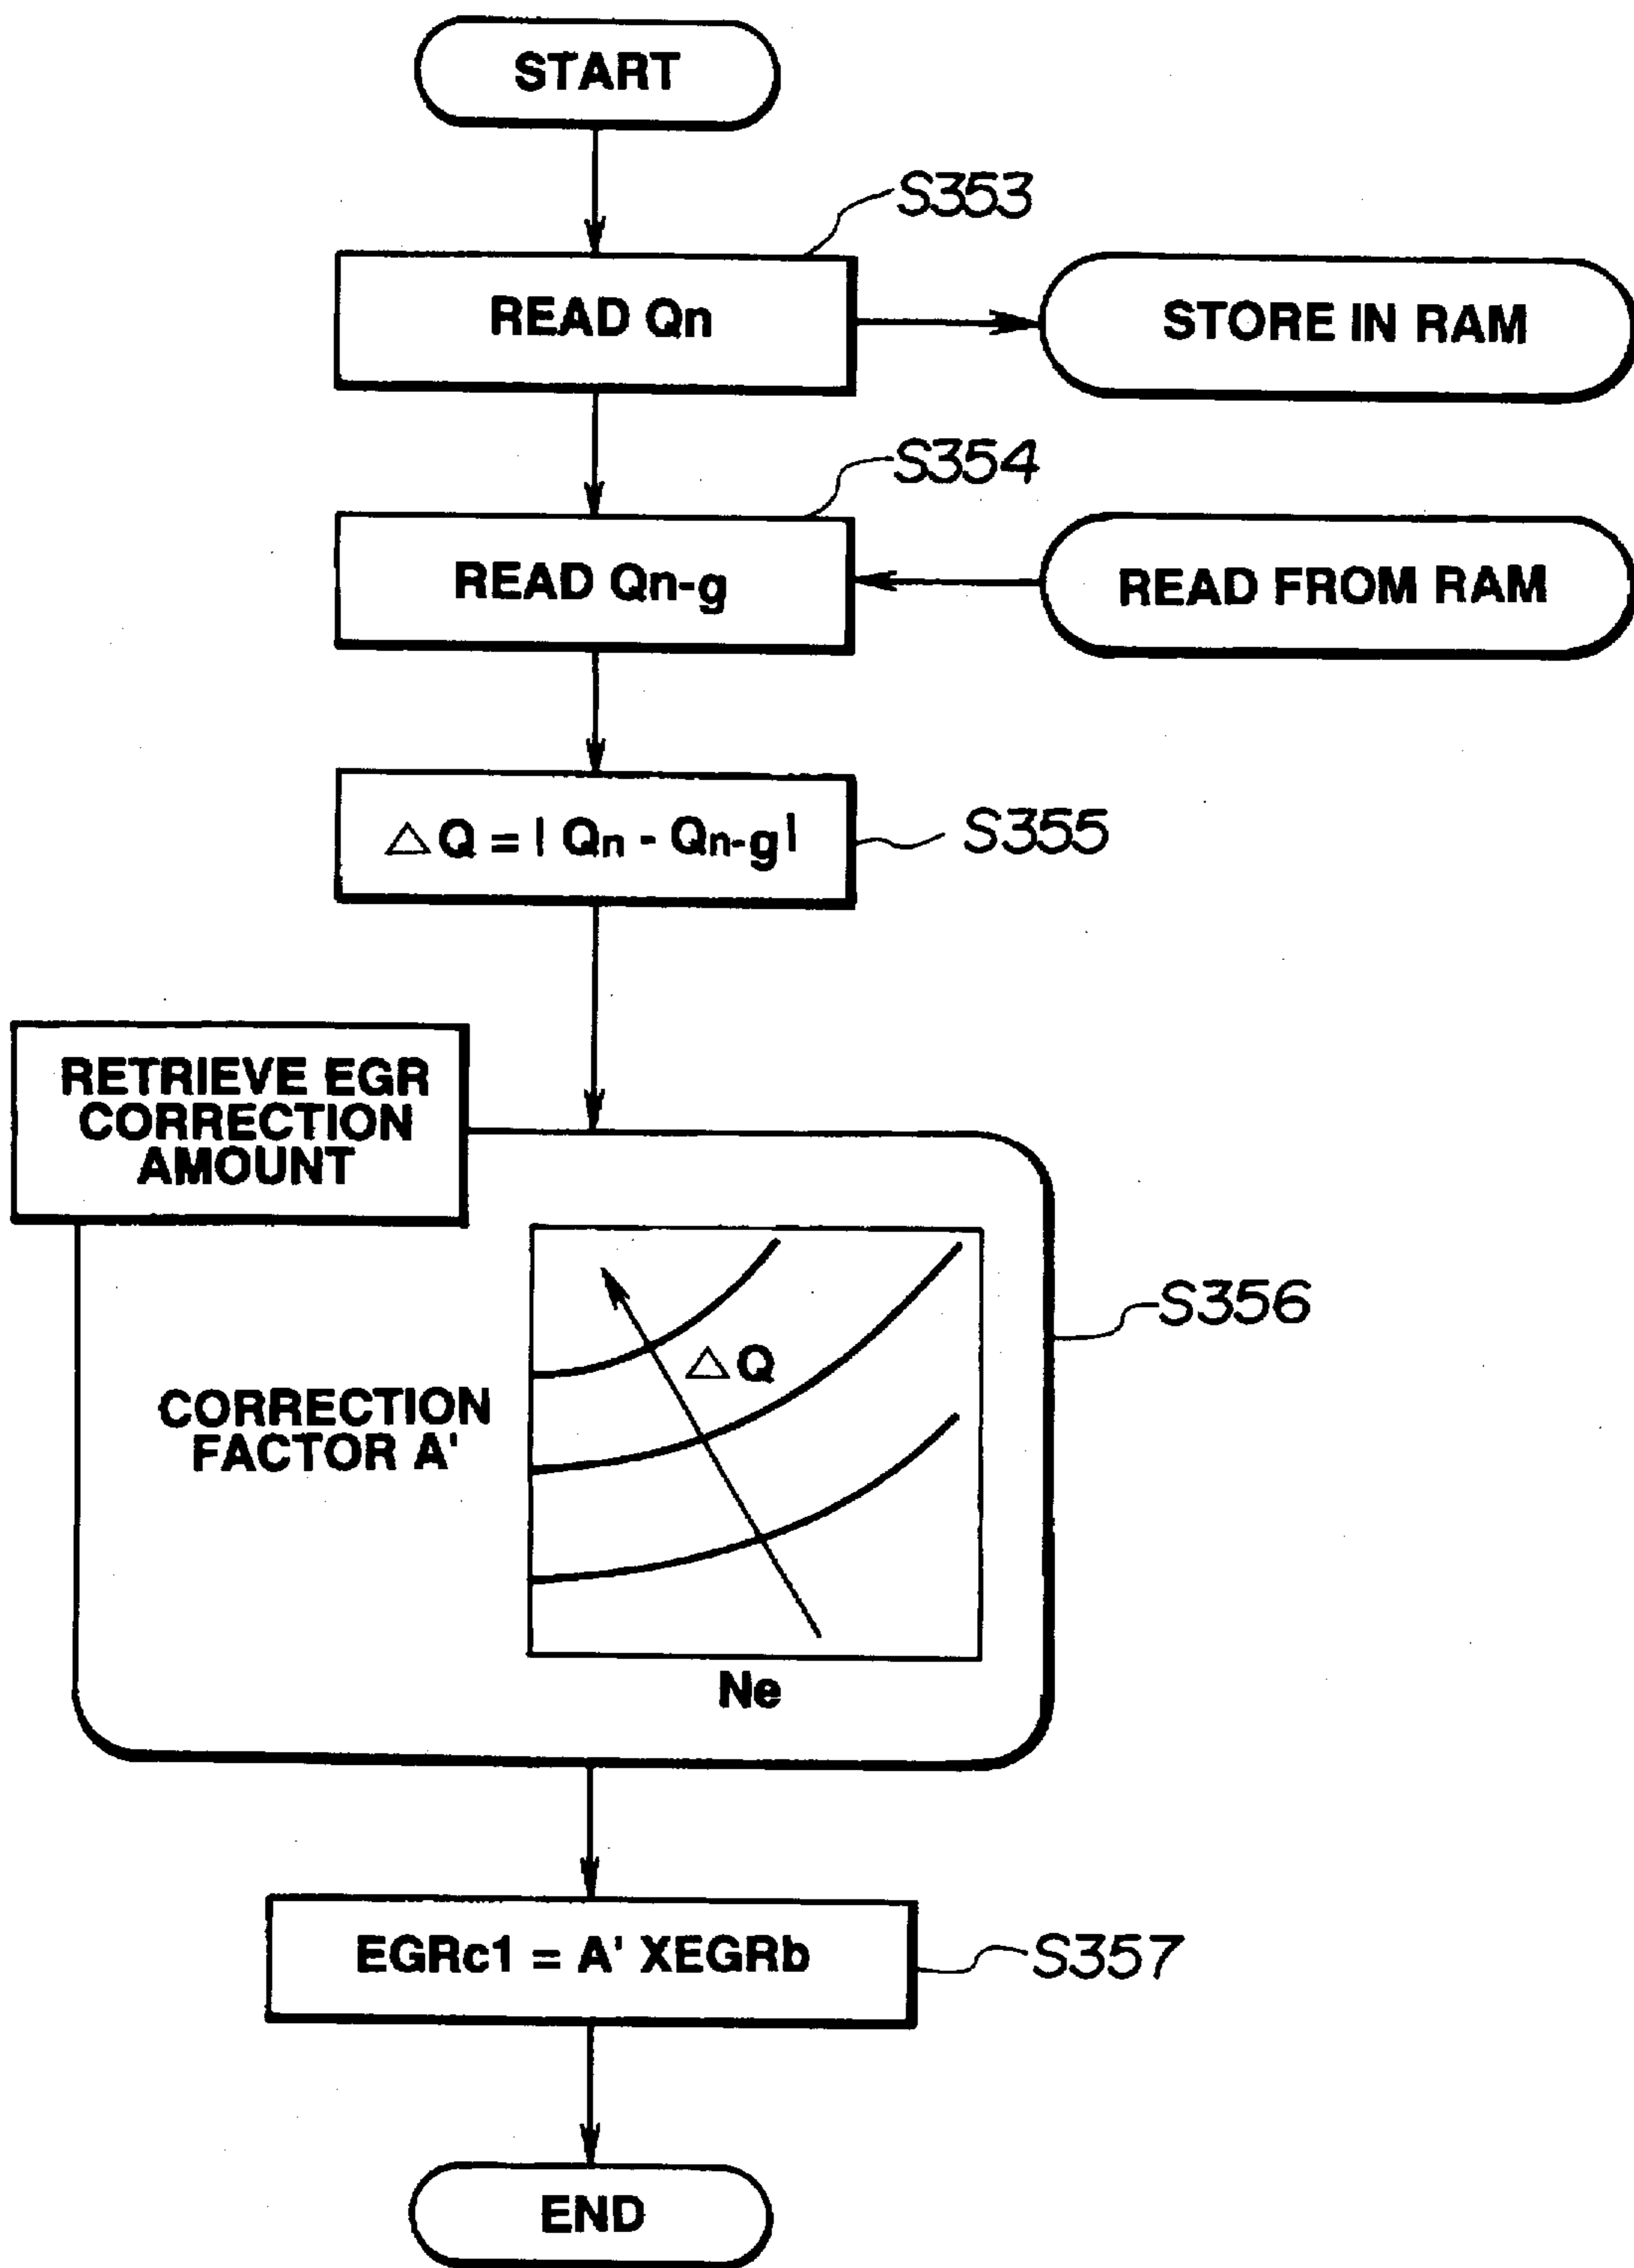 START
S353
READ Qn
STORE IN RAM
S354
READ Qn-g
READ FROM RAM
△Q = | Qn - Qn-g |
S355
RETRIEVE EGR
CORRECTION
AMOUNT
△Q
S356
CORRECTION
FACTOR A'
Ne
EGRc1 = A' XEGRb
S357
END